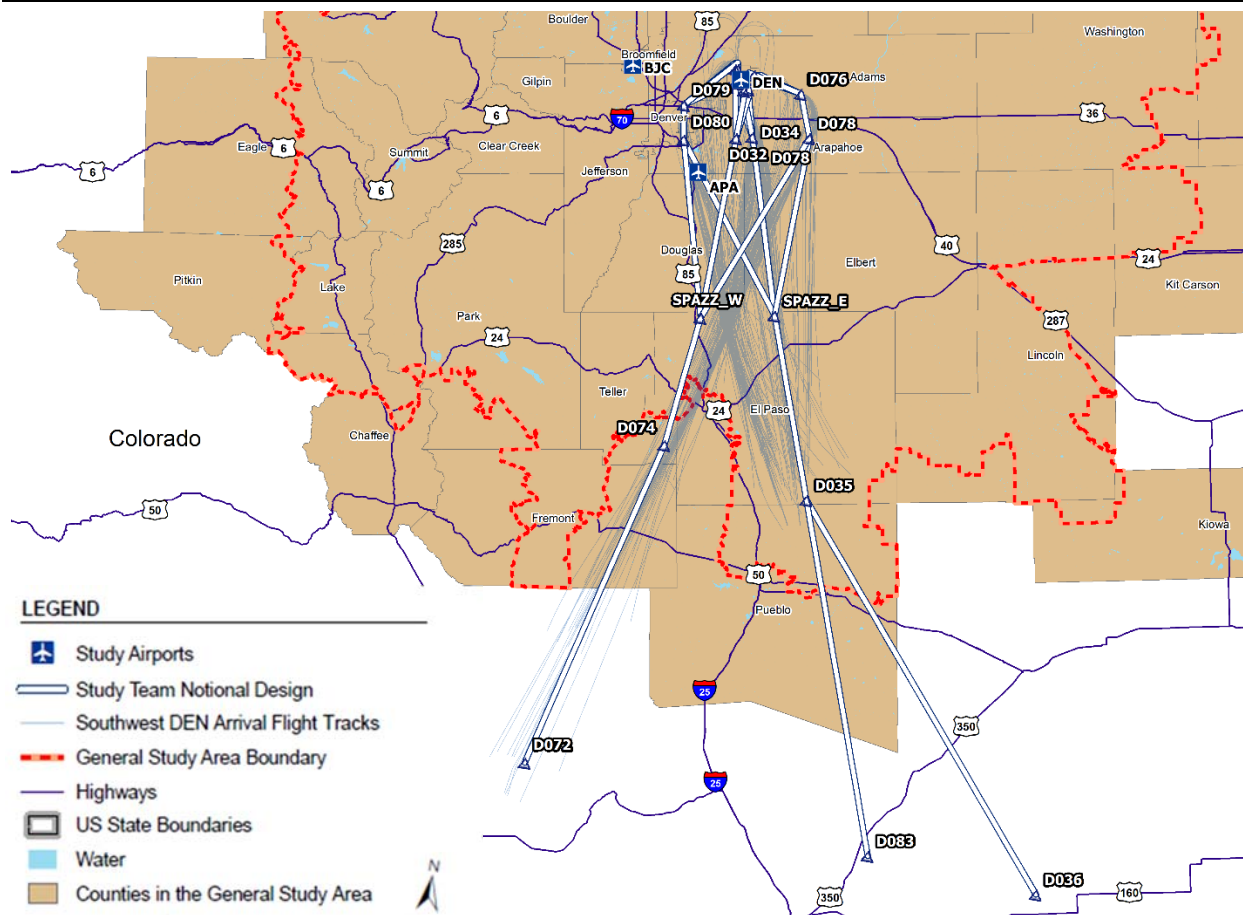 Boulder
85
Washington
Broomfield
BJC
Gilpin
DEN
Adams
D076
D079
6
70
Denver
36
D080
D034
D078
Eagle
6
Summit
Clear Creek
Arapahoe
6
6
Jefferson
D032
D078
APA
285
Douglas
40
Elbert
24
Pitkin
85
Kit Carson
Lake
SPAZZ_W
SPAZZ_E
Park
287
24
Lincoln
Teller
24
El Paso
Colorado
Chaffee
D074
D035
50
Fremont
Kiowa
50
Pueblo
LEGEND
Study Airports
Study Team Notional Design
Southwest DEN Arrival Flight Tracks
General Study Area Boundary
Highways
US State Boundaries
Water
Counties in the General Study Area
N
25
350
D072
25
D083
D036
350
160